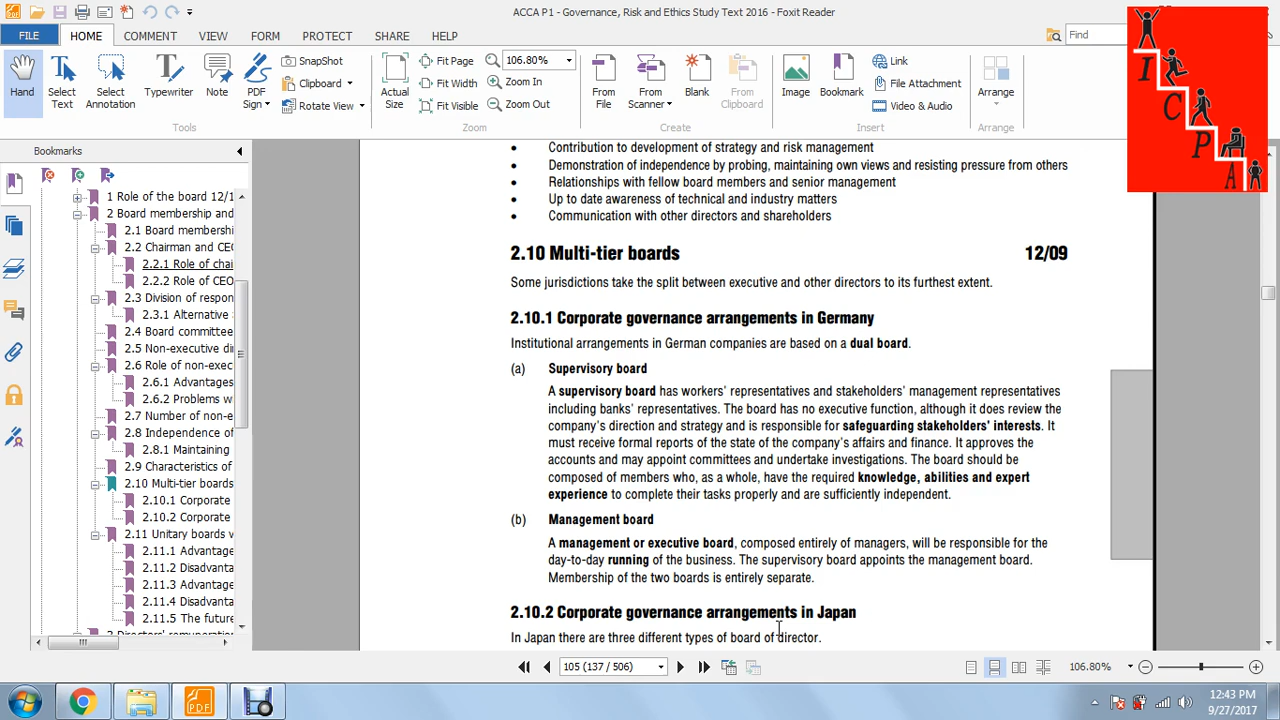 ACCA P1 - Governance, Risk and Ethics Study Text 2016 - Foxit Reader
FILE
HOME
COMMENT
VIEW
FORM
PROTECT
SHARE
HELP
Find
Hand
Select Text
Select Annotation
Typewriter
Note
PDF Sign
SnapShot
Clipboard
Rotate View
Tools
Actual Size
Fit Page
Fit Width
Fit Visible
106.80%
Zoom In
Zoom Out
Zoom
From File
From Scanner
Blank
From Clipboard
Create
Image
Bookmark
Link
File Attachment
Video & Audio
Insert
Arrange
Arrange
I
C
P
A
Bookmarks
1 Role of the board 12/1
2 Board membership and
2.1 Board membershi
2.2 Chairman and CEC
2.2.1 Role of chai
2.2.2 Role of CEO
2.3 Division of respon
2.3.1 Alternative
2.4 Board committee
2.5 Non-executive di
2.6 Role of non-exec
2.6.1 Advantages
2.6.2 Problems w
2.7 Number of non-e
2.8 Independence of
2.8.1 Maintaining
2.9 Characteristics of
2.10 Multi-tier boards
2.10.1 Corporate
2.10.2 Corporate
2.11 Unitary boards v
2.11.1 Advantage
2.11.2 Disadvanta
2.11.3 Advantage
2.11.4 Disadvanta
2.11.5 The future
• Contribution to development of strategy and risk management
• Demonstration of independence by probing, maintaining own views and resisting pressure from others
• Relationships with fellow board members and senior management
• Up to date awareness of technical and industry matters
• Communication with other directors and shareholders
2.10 Multi-tier boards 12/09
Some jurisdictions take the split between executive and other directors to its furthest extent.
2.10.1 Corporate governance arrangements in Germany
Institutional arrangements in German companies are based on a dual board.
(a) Supervisory board
A supervisory board has workers' representatives and stakeholders' management representatives
including banks' representatives. The board has no executive function, although it does review the
company's direction and strategy and is responsible for safeguarding stakeholders' interests. It
must receive formal reports of the state of the company's affairs and finance. It approves the
accounts and may appoint committees and undertake investigations. The board should be
composed of members who, as a whole, have the required knowledge, abilities and expert
experience to complete their tasks properly and are sufficiently independent.
(b) Management board
A management or executive board, composed entirely of managers, will be responsible for the
day-to-day running of the business. The supervisory board appoints the management board.
Membership of the two boards is entirely separate.
2.10.2 Corporate governance arrangements in Japan
In Japan there are three different types of board of director.
105 (137 / 506)
106.80%
12:43 PM
9/27/2017